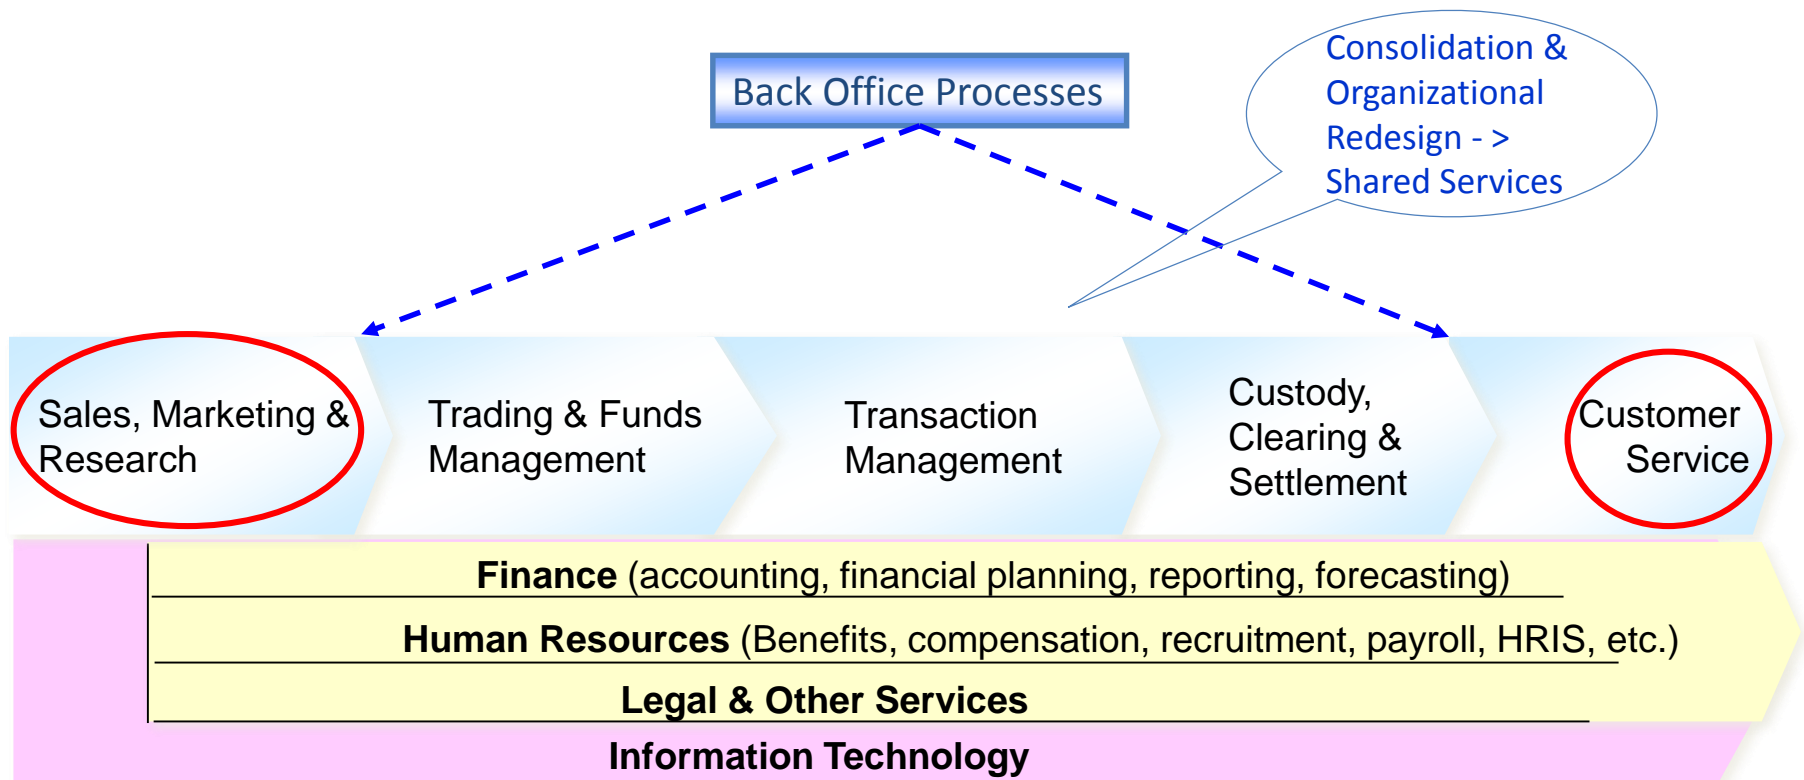 Back Office Processes
Consolidation &
Organizational
Redesign - >
Shared Services
Sales, Marketing &
Research
Trading & Funds
Management
Transaction
Management
Custody,
Clearing &
Settlement
Customer
Service
Finance (accounting, financial planning, reporting, forecasting)
Human Resources (Benefits, compensation, recruitment, payroll, HRIS, etc.)
Legal & Other Services
Information Technology